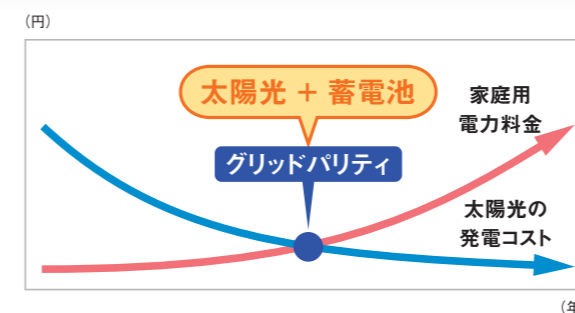 (円)
太陽光 + 蓄電池
グリッドパリティ
家庭用
電力料金
太陽光の
発電コスト
(年